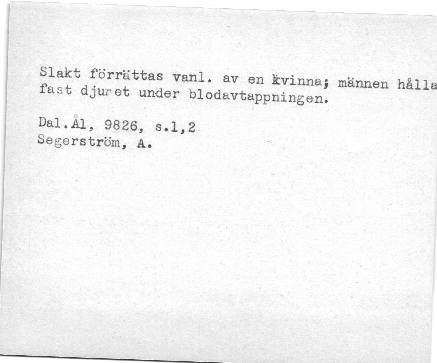 Slakt förrättas vanl. av en kvinna; männen hålla
fast djuret under blodavtappningen.
Dal.Ål, 9826, s.1,2
Segerström, A.